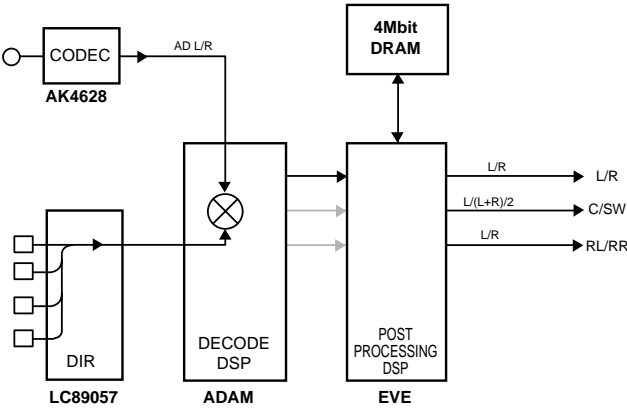 4Mbit
DRAM
CODEC
AD L/R
AK4628
L/R
L/R
L/(L+R)/2
C/SW
L/R
RL/RR
DIR
DECODE
DSP
POST
PROCESSING
DSP
LC89057
ADAM
EVE